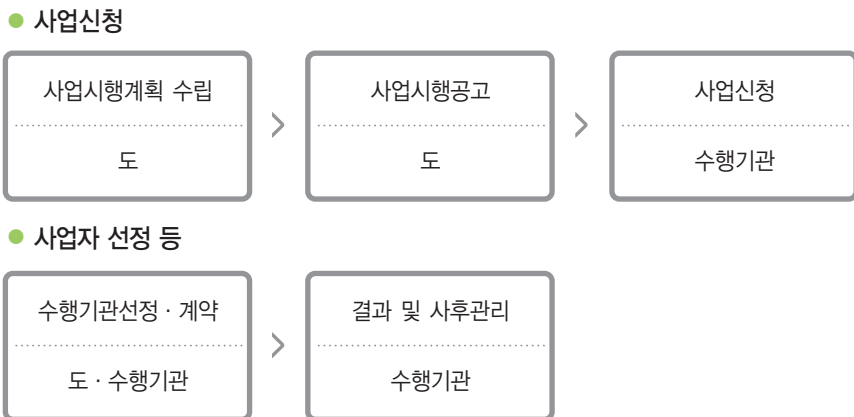 사업신청
사업시행계획 수립
도
사업시행공고
도
사업신청
수행기관
사업자 선정 등
수행기관선정 · 계약
도 · 수행기관
결과 및 사후관리
수행기관